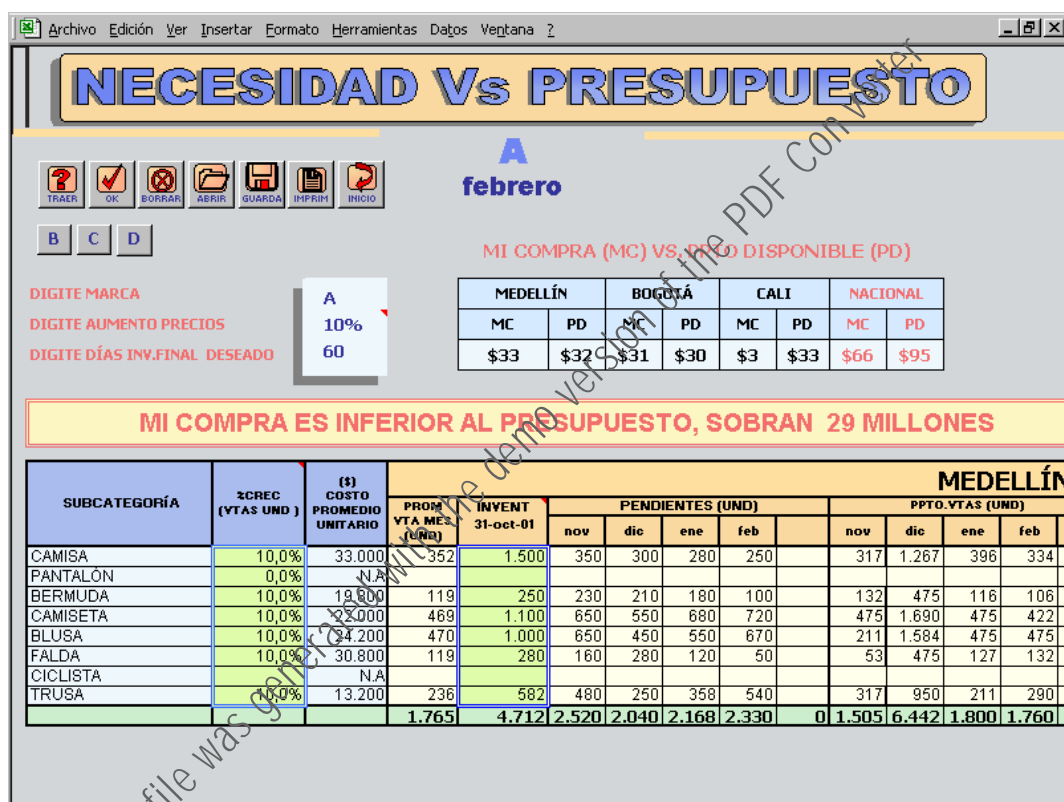 Archivo Edición Ver Insertar Formato Herramientas Datos Ventana ?
NECESIDAD Vs PRESUPUESTO
A
febrero
TRAER OK BORRAR ABRIR GUARDA IMPRIM INICIO
B C D
MI COMPRA (MC) VS. PPTO DISPONIBLE (PD)
DIGITE MARCA A
DIGITE AUMENTO PRECIOS 10%
DIGITE DÍAS INV.FINAL DESEADO 60
MEDELLÍN BOGOTÁ CALI NACIONAL
MC PD MC PD MC PD MC PD
$33 $32 $31 $30 $3 $33 $66 $95
MI COMPRA ES INFERIOR AL PRESUPUESTO, SOBRAN 29 MILLONES
MEDELLÍN
SUBCATEGORÍA %CREC (VTAS UND ) ($) COSTO PROMEDIO UNITARIO PROM VTA MES (UND) INVENT 31-oct-01 PENDIENTES (UND) PPTO.VTAS (UND)
nov dic ene feb nov dic ene feb
CAMISA 10,0% 33.000 352 1.500 350 300 280 250 317 1.267 396 334
PANTALÓN 0,0% N.A
BERMUDA 10,0% 19.800 119 250 230 210 180 100 132 475 116 106
CAMISETA 10,0% 22.000 469 1.100 650 550 680 720 475 1.690 475 422
BLUSA 10,0% 24.200 470 1.000 650 450 550 670 211 1.584 475 475
FALDA 10,0% 30.800 119 280 160 280 120 50 53 475 127 132
CICLISTA N.A
TRUSA 10,0% 13.200 236 582 480 250 358 540 317 950 211 290
1.765 4.712 2.520 2.040 2.168 2.330 0 1.505 6.442 1.800 1.760
file was generated with the demo version of the PDF Converter